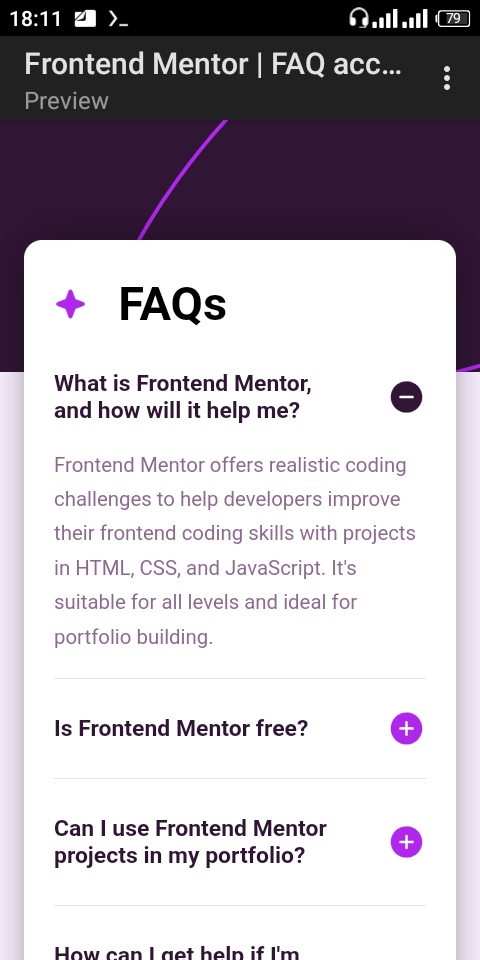 18:11
79
Frontend Mentor | FAQ acc...
Preview
FAQs
What is Frontend Mentor,
and how will it help me?
Frontend Mentor offers realistic coding
challenges to help developers improve
their frontend coding skills with projects
in HTML, CSS, and JavaScript. It's
suitable for all levels and ideal for
portfolio building.
Is Frontend Mentor free?
Can I use Frontend Mentor
projects in my portfolio?
How can I get help if I'm